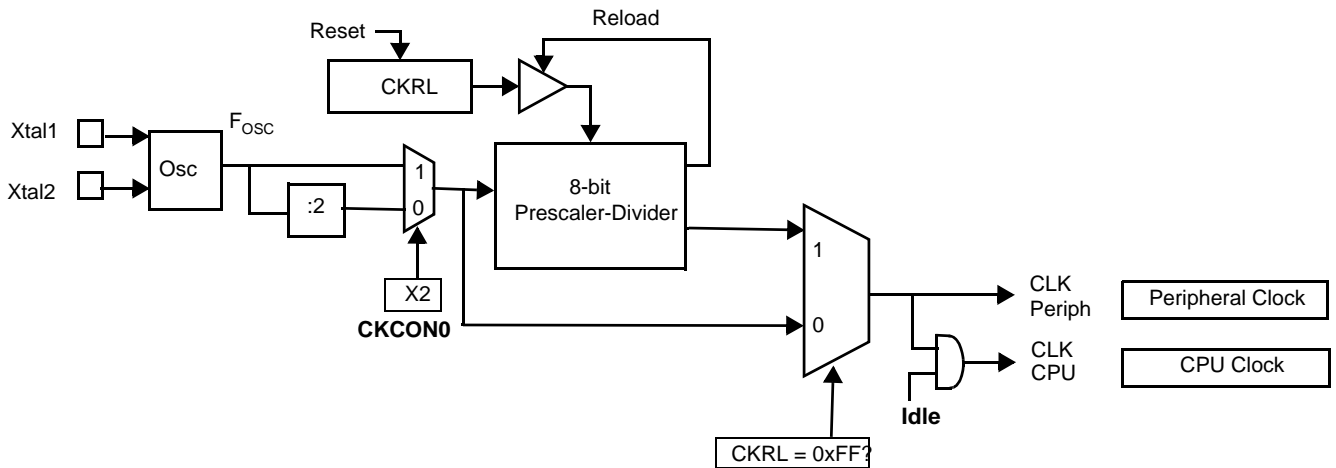 Reload
Reset
CKRL
Xtal1
Xtal2
Osc
FOSC
:2
1
0
X2
CKCON0
8-bit
Prescaler-Divider
1
0
CKRL = 0xFF?
CLK
Periph
Peripheral Clock
CLK
CPU
CPU Clock
Idle